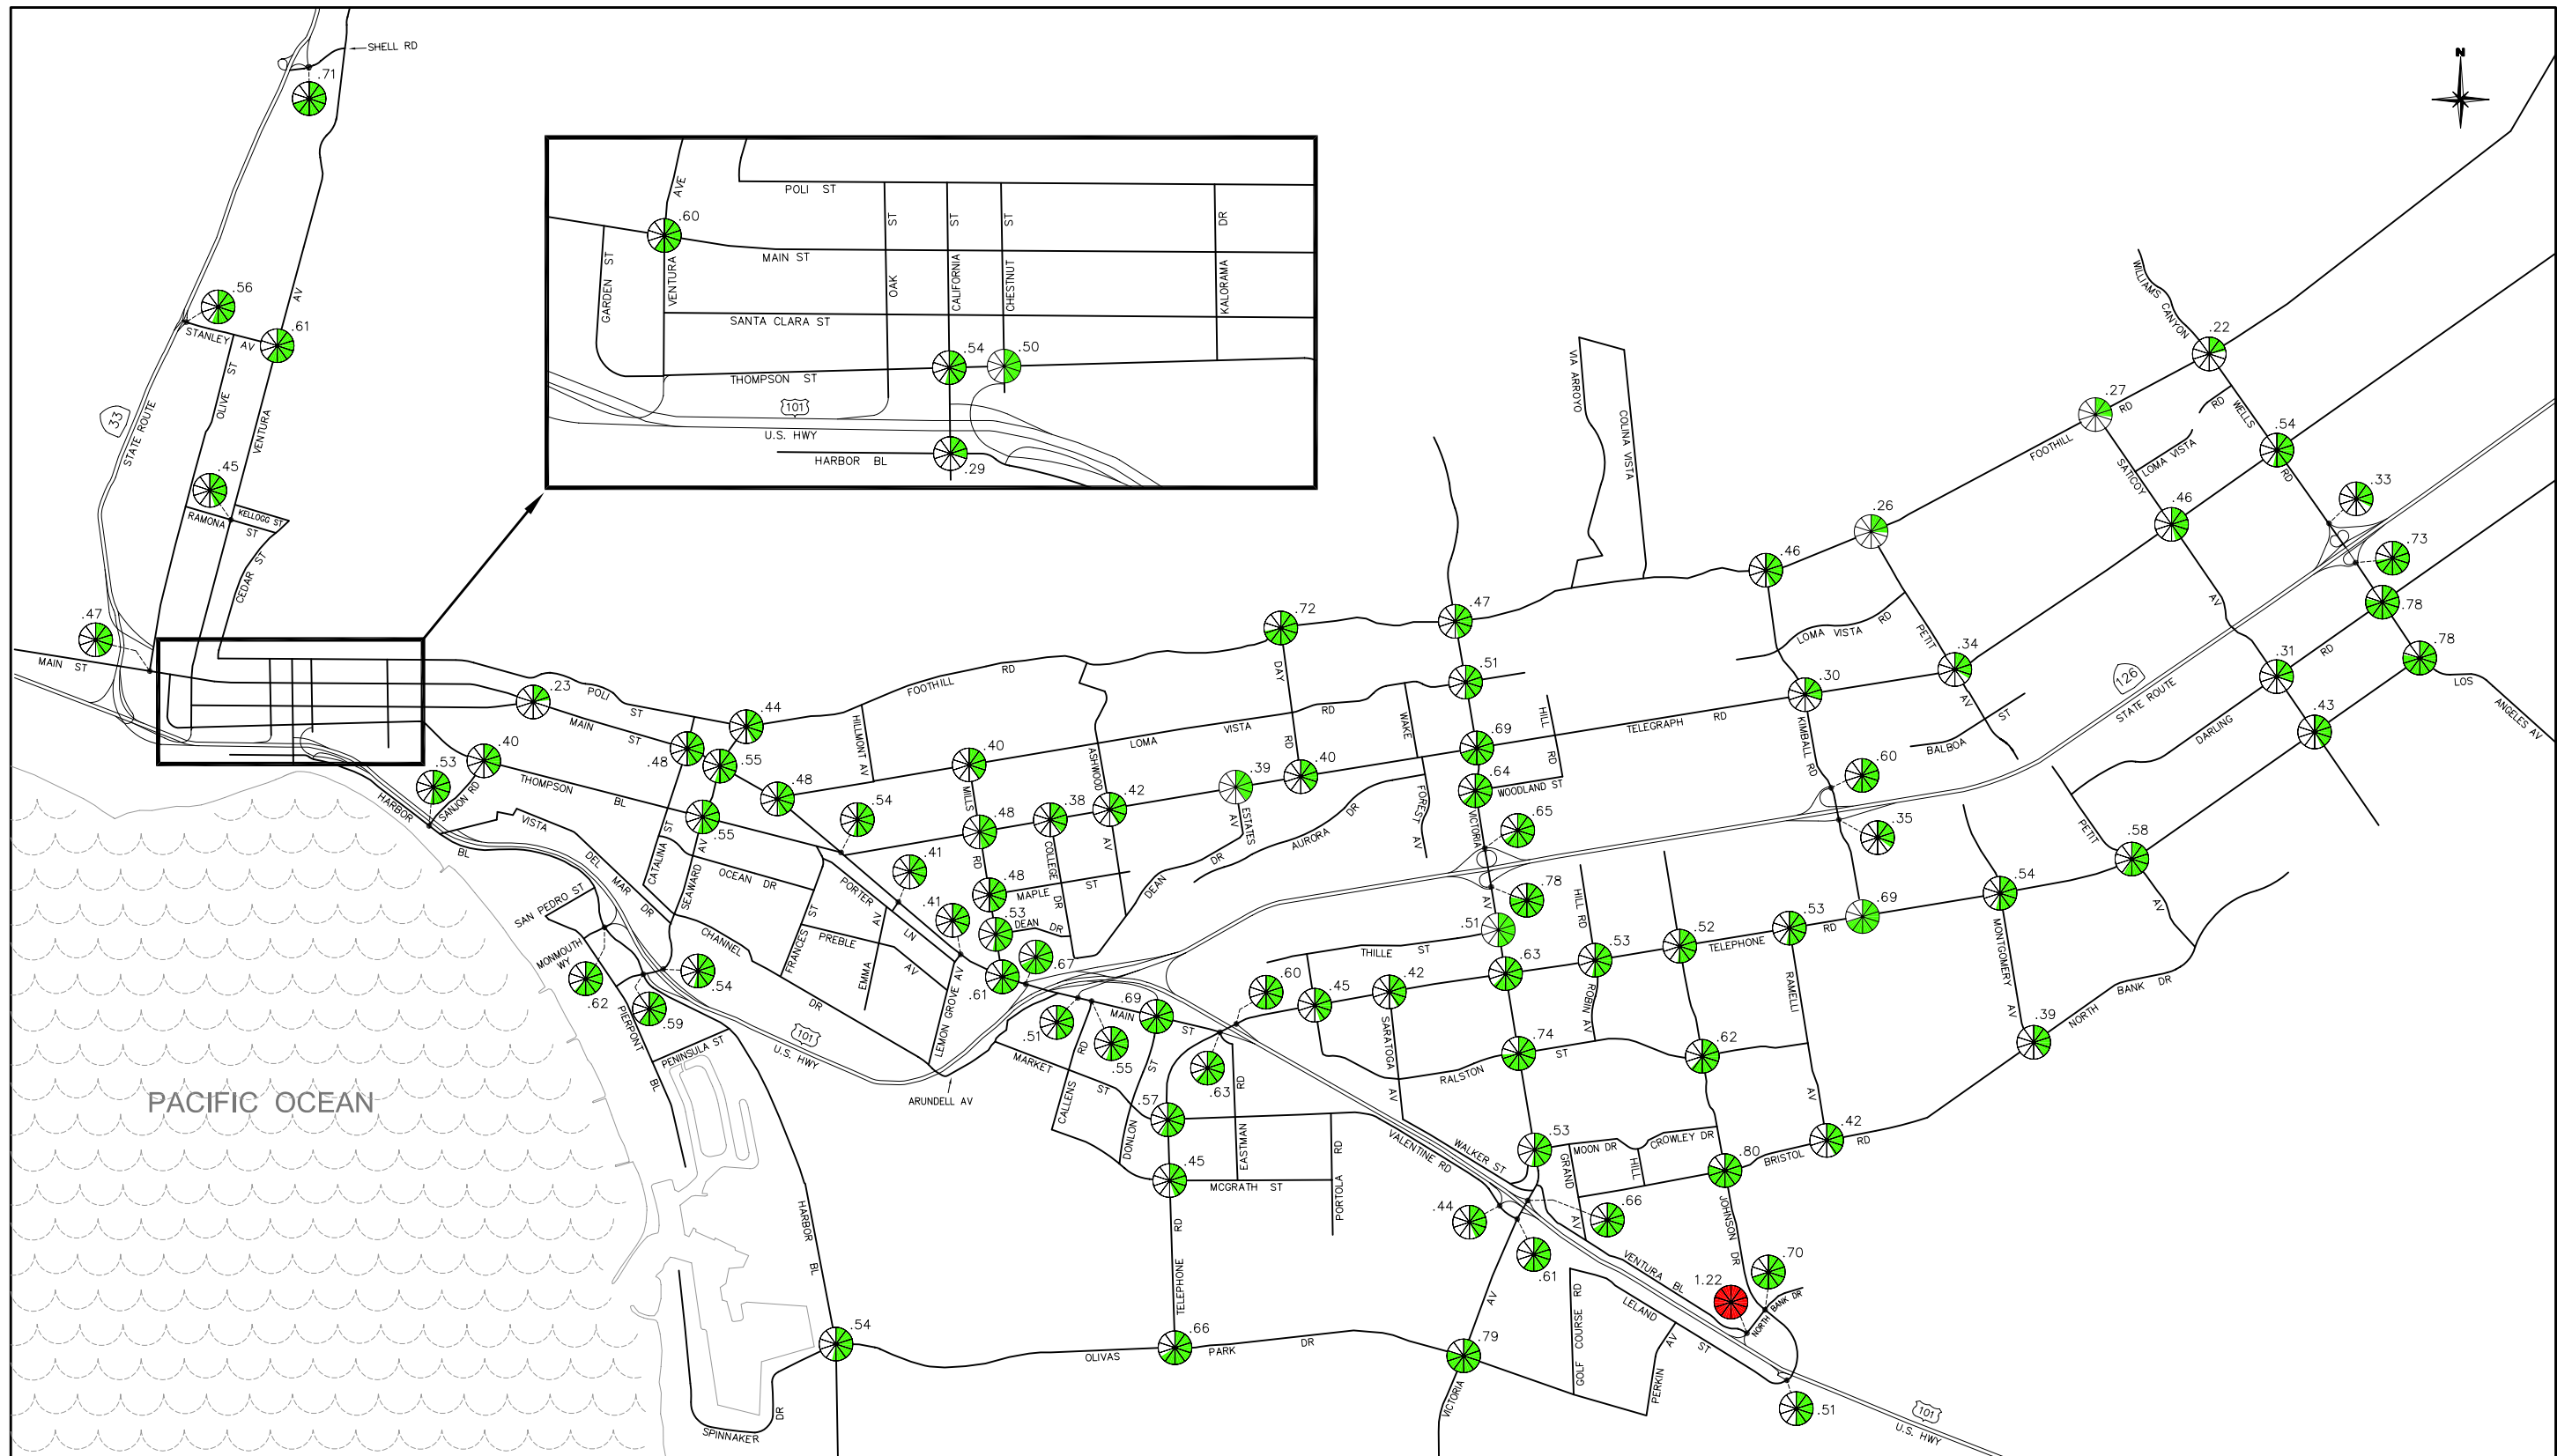 N
SHELL RD
.71
.56
STANLEY AV
.61
AV
OLIVE ST
VENTURA
33
STATE ROUTE
.45
RAMONA ST
KELLOGG ST
CEDAR ST
.47
MAIN ST
AVE
POLI ST
.60
MAIN ST
GARDEN ST
VENTURA
OAK ST
CALIFORNIA ST
CHESTNUT ST
KALORAMA DR
SANTA CLARA ST
.54
.50
THOMPSON ST
101
U.S. HWY
HARBOR BL
.29
WILLIAMS CANYON
.22
.27
RD
FOOTHILL
RD
WELLS
RD
LOMA VISTA
SATICOY
AV
.54
.46
.33
.73
.78
.78
.31
RD
DARLING
.43
LOS
ANGELES AV
126
STATE ROUTE
VIA ARROYO
COLINA VISTA
.26
.46
LOMA VISTA RD
PETIT
AV
.34
.30
BALBOA ST
KIMBALL RD
TELEGRAPH RD
.60
.35
PETIT
AV
.58
.54
.69
.47
.51
.72
DAY
RD
.69
HILL RD
.64
WOODLAND ST
.65
VICTORIA
AV
.78
WAKE
FOREST AV
.40
.39
ESTATES AV
AURORA DR
DEAN DR
.42
ASHWOOD
AV
.38
COLLEGE DR
LOMA VISTA RD
FOOTHILL RD
HILLMONT AV
.40
MILLS
RD
.48
.48
MAPLE ST
.53
DEAN DR
.67
.61
.23
POLI ST
MAIN ST
.44
.48
.55
.48
.54
.40
.53
SANJON RD
THOMPSON BL
HARBOR
BL
.55
CATALINA ST
SEAWARD AV
VISTA
DEL
MAR
DR
OCEAN DR
FRANCES ST
PORTER
LN
.41
.41
EMMA AV
PREBLE AV
CHANNEL
DR
LEMON GROVE AV
SAN PEDRO ST
MONMOUTH WY
.62
PIERPONT
BL
.54
.59
PENINSULA ST
101
U.S. HWY
ARUNDELL AV
MARKET ST
.51
.55
CALLENS RD
DONLON ST
.69
MAIN ST
.63
.60
EASTMAN RD
.57
.45
MCGRATH ST
PORTOLA RD
THILLE ST
.51
.45
.42
SARATOGA
AV
.63
HILL RD
.53
ROBIN AV
.52
TELEPHONE RD
.53
RAMELLI
AV
MONTGOMERY
AV
.39
NORTH
BANK DR
RALSTON ST
.74
.62
VALENTINE RD
WALKER ST
.53
MOON DR
CROWLEY DR
HILL
GRAND
AV
.80
BRISTOL RD
.42
JOHNSON DR
.44
.61
.66
VENTURA BL
1.22
.70
NORTH BANK DR
LELAND ST
GOLF COURSE RD
PERKIN AV
.51
101
U.S. HWY
AV
VICTORIA
.79
TELEPHONE RD
.66
OLIVAS PARK DR
HARBOR
BL
.54
SPINNAKER DR
PACIFIC OCEAN